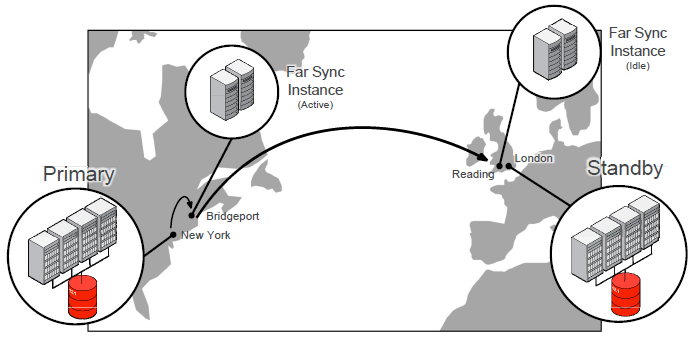 Far Sync
Instance
(Active)
Far Sync
Instance
(Idle)
Primary
Standby
London
Reading
Bridgeport
New York